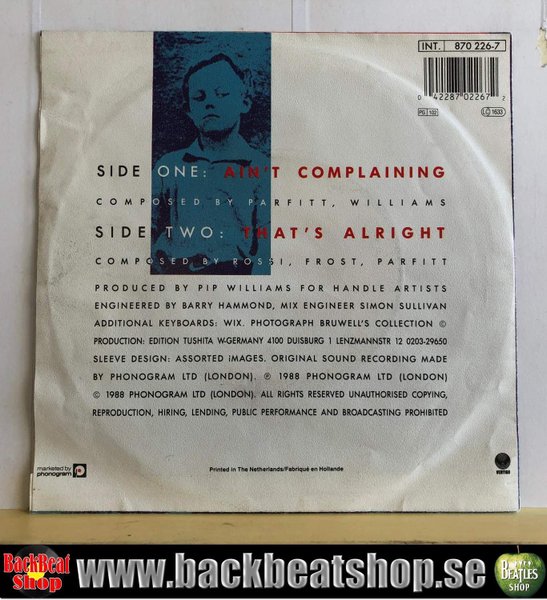 INT. 870 226-7
0 42287 02267 2
PG 102 LC 1633
SIDE ONE: AIN'T COMPLAINING
COMPOSED BY PARFITT, WILLIAMS
SIDE TWO: THAT'S ALRIGHT
COMPOSED BY ROSSI, FROST, PARFITT
PRODUCED BY PIP WILLIAMS FOR HANDLE ARTISTS
ENGINEERED BY BARRY HAMMOND, MIX ENGINEER SIMON SULLIVAN
ADDITIONAL KEYBOARDS: WIX. PHOTOGRAPH BRUWELL'S COLLECTION ©
PRODUCTION: EDITION TUSHITA W-GERMANY 4100 DUISBURG 1 LENZMANNSTR 12 0203-29650
SLEEVE DESIGN: ASSORTED iMAGES. ORIGINAL SOUND RECORDING MADE
BY PHONOGRAM LTD (LONDON). ℗ 1988 PHONOGRAM LTD (LONDON)
© 1988 PHONOGRAM LTD (LONDON). ALL RIGHTS RESERVED UNAUTHORISED COPYING,
REPRODUCTION, HIRING, LENDING, PUBLIC PERFORMANCE AND BROADCASTING PROHIBITED
marketed by
phonogram
Printed in The Netherlands/Fabriqué en Hollande
VERTIGO
BackBeat
Shop
www.backbeatshop.se
THE
BEATLES
SHOP